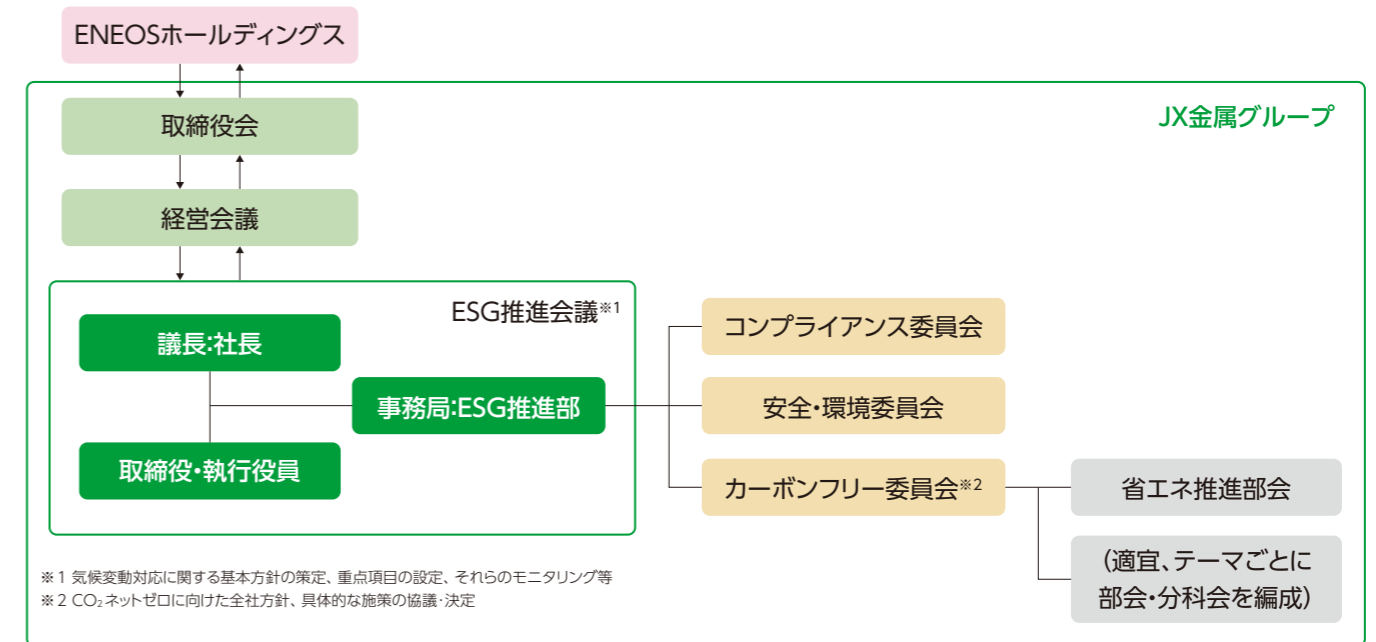 ENEOSホールディングス
JX金属グループ
取締役会
経営会議
ESG推進会議※1
議長:社長
事務局:ESG推進部
取締役・執行役員
コンプライアンス委員会
安全・環境委員会
カーボンフリー委員会※2
省エネ推進部会
(適宜、テーマごとに
部会・分科会を編成)
※1 気候変動対応に関する基本方針の策定、重点項目の設定、それらのモニタリング等
※2 CO₂ネットゼロに向けた全社方針、具体的な施策の協議・決定